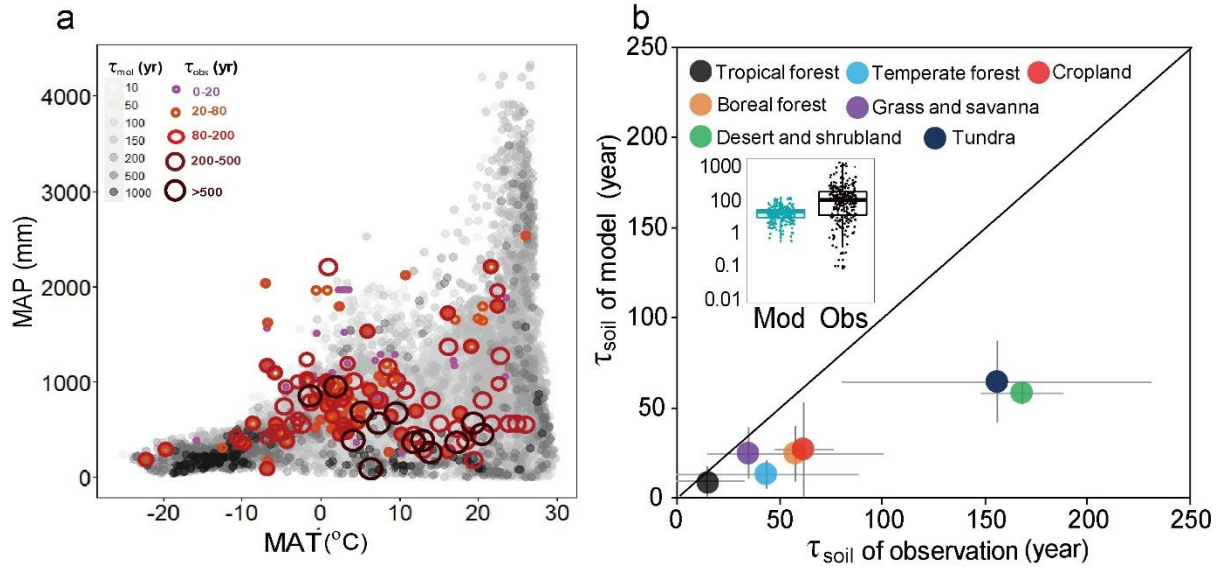 a
τmol (yr)
10
50
100
150
200
500
1000
τobs (yr)
0-20
20-80
80-200
200-500
>500
4000
3000
2000
1000
0
MAP (mm)
-20
-10
0
10
20
30
MAT(°C)
b
250
200
150
100
50
0
τsoil of model (year)
Tropical forest
Temperate forest
Cropland
Boreal forest
Grass and savanna
Desert and shrubland
Tundra
1000
100
1
0.1
0.01
Mod
Obs
0
50
100
150
200
250
τsoil of observation (year)